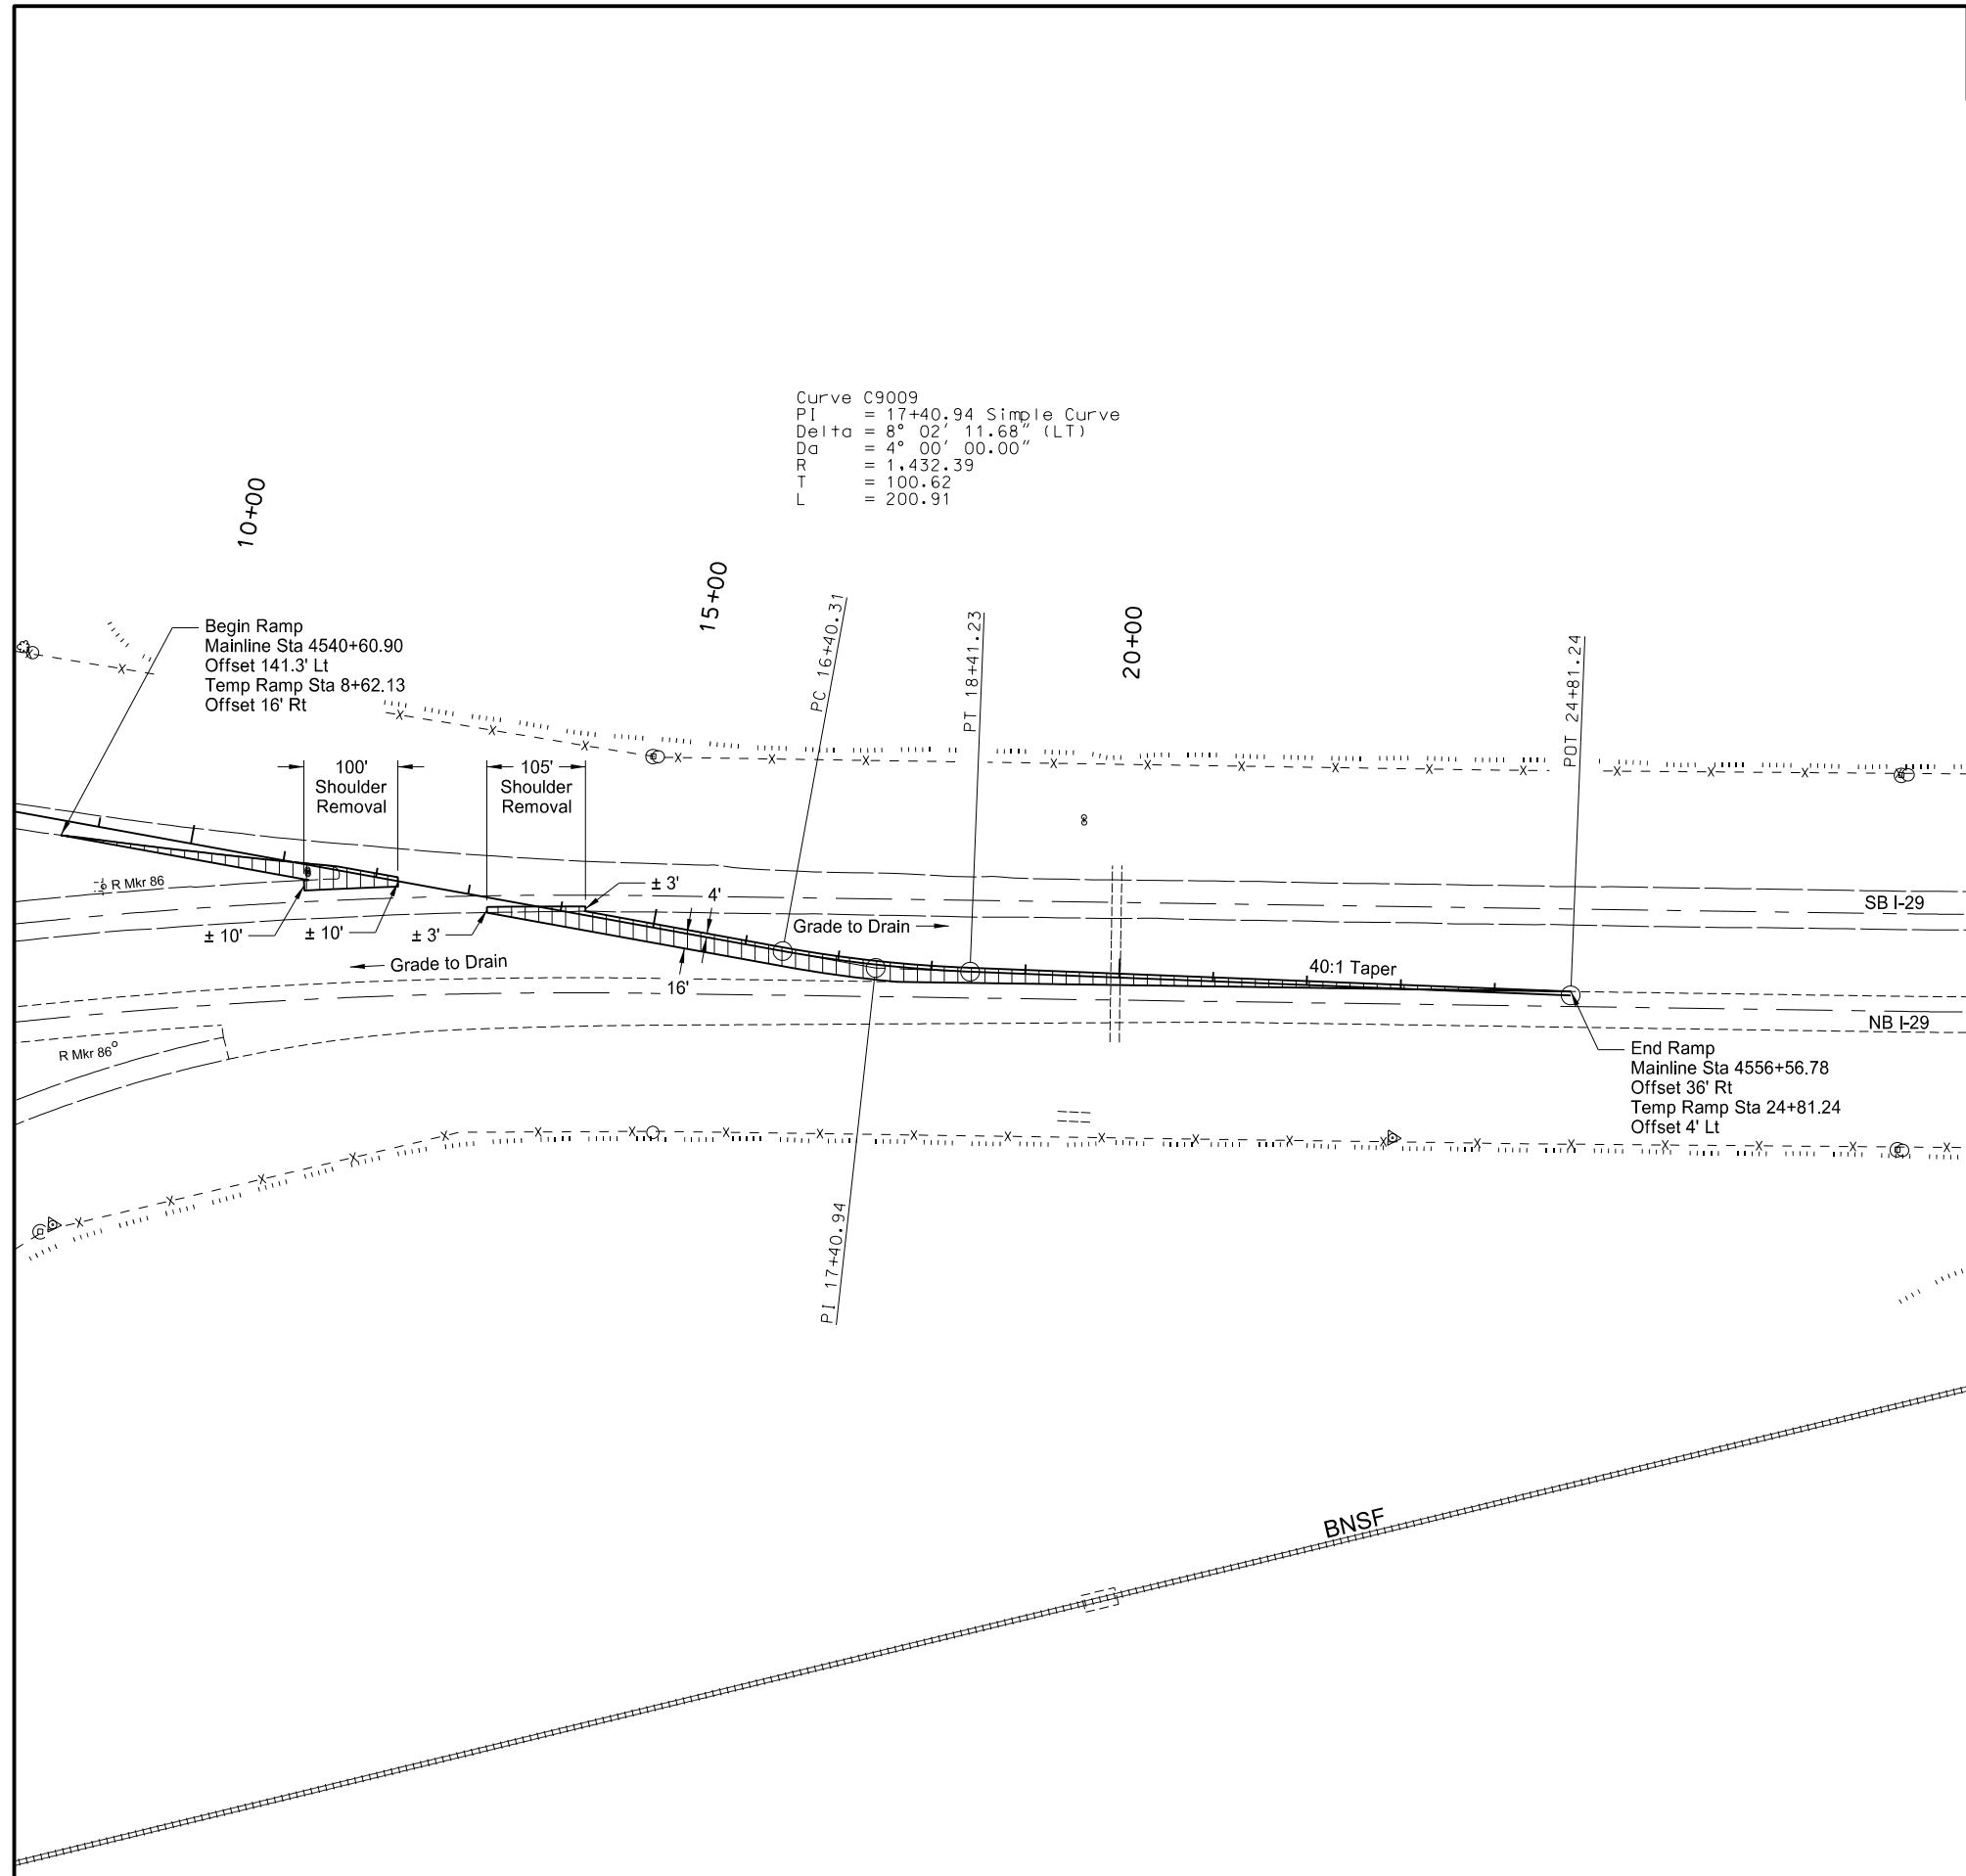 Curve C9009
PI = 17+40.94 Simple Curve
Delta = 8° 02' 11.68" (LT)
Da = 4° 00' 00.00"
R = 1,432.39
T = 100.62
L = 200.91
10+00
15+00
20+00
PC 16+40.31
PT 18+41.23
POT 24+81.24
Begin Ramp
Mainline Sta 4540+60.90
Offset 141.3' Lt
Temp Ramp Sta 8+62.13
Offset 16' Rt
100'
Shoulder
Removal
105'
Shoulder
Removal
R Mkr 86
± 10'
± 10'
± 3'
± 3'
4'
16'
Grade to Drain
Grade to Drain
40:1 Taper
SB I-29
NB I-29
R Mkr 86
End Ramp
Mainline Sta 4556+56.78
Offset 36' Rt
Temp Ramp Sta 24+81.24
Offset 4' Lt
PI 17+40.94
BNSF